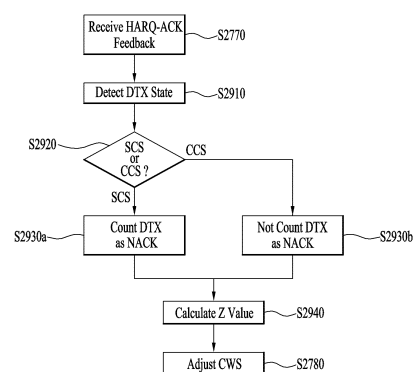 Receive HARQ-ACK
Feedback
S2770
Detect DTX State
S2910
S2920
SCS
or
CCS ?
CCS
SCS
S2930a
Count DTX
as NACK
Not Count DTX
as NACK
S2930b
Calculate Z Value
S2940
Adjust CWS
S2780